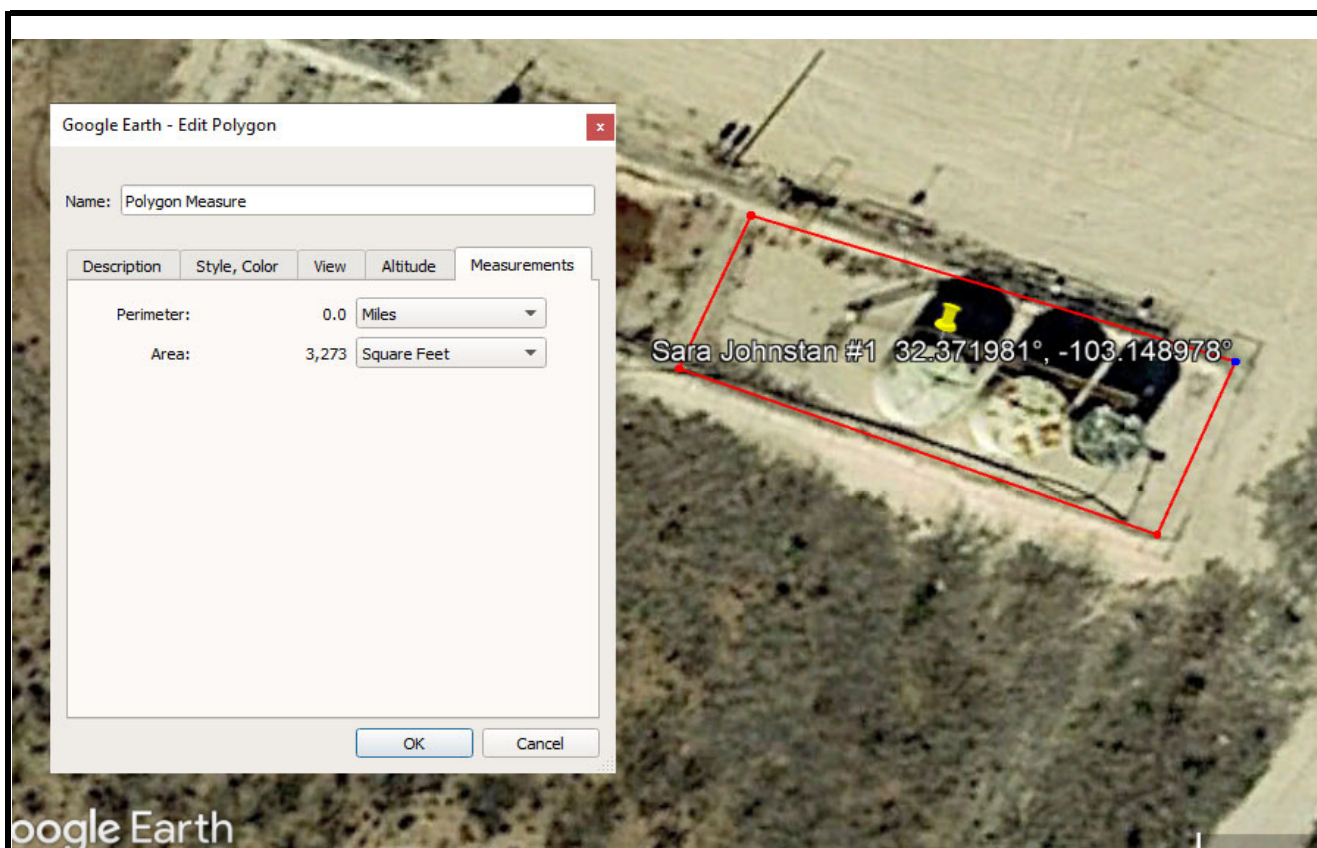 Google Earth - Edit Polygon
x
Name: Polygon Measure
Description Style, Color View Altitude Measurements
Perimeter: 0.0 Miles
Area: 3,273 Square Feet
OK Cancel
Sara Johnstan #1 32.371981°, -103.148978°
oogle Earth